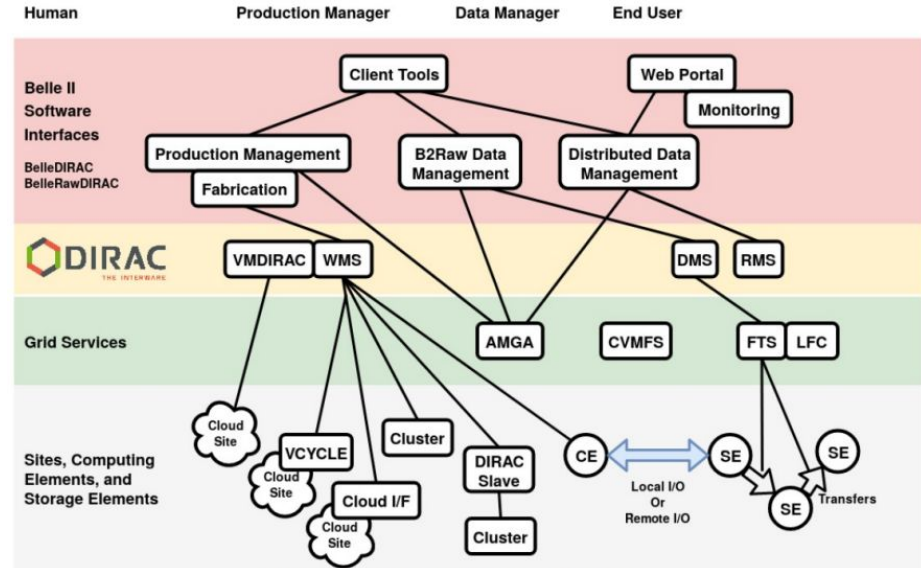 Human
Production Manager
Data Manager
End User
Belle II
Software
Interfaces
BelleDIRAC
BelleRawDIRAC
Client Tools
Web Portal
Monitoring
Production Management
Fabrication
B2Raw Data
Management
Distributed Data
Management
DIRAC
THE INTERWARE
VMDIRAC
WMS
DMS
RMS
Grid Services
AMGA
CVMFS
FTS
LFC
Sites, Computing
Elements, and
Storage Elements
Cloud
Site
VCYCLE
Cloud
Site
Cloud I/F
Cloud
Site
Cluster
DIRAC
Slave
Cluster
CE
Local I/O
Or
Remote I/O
SE
SE
SE
Transfers